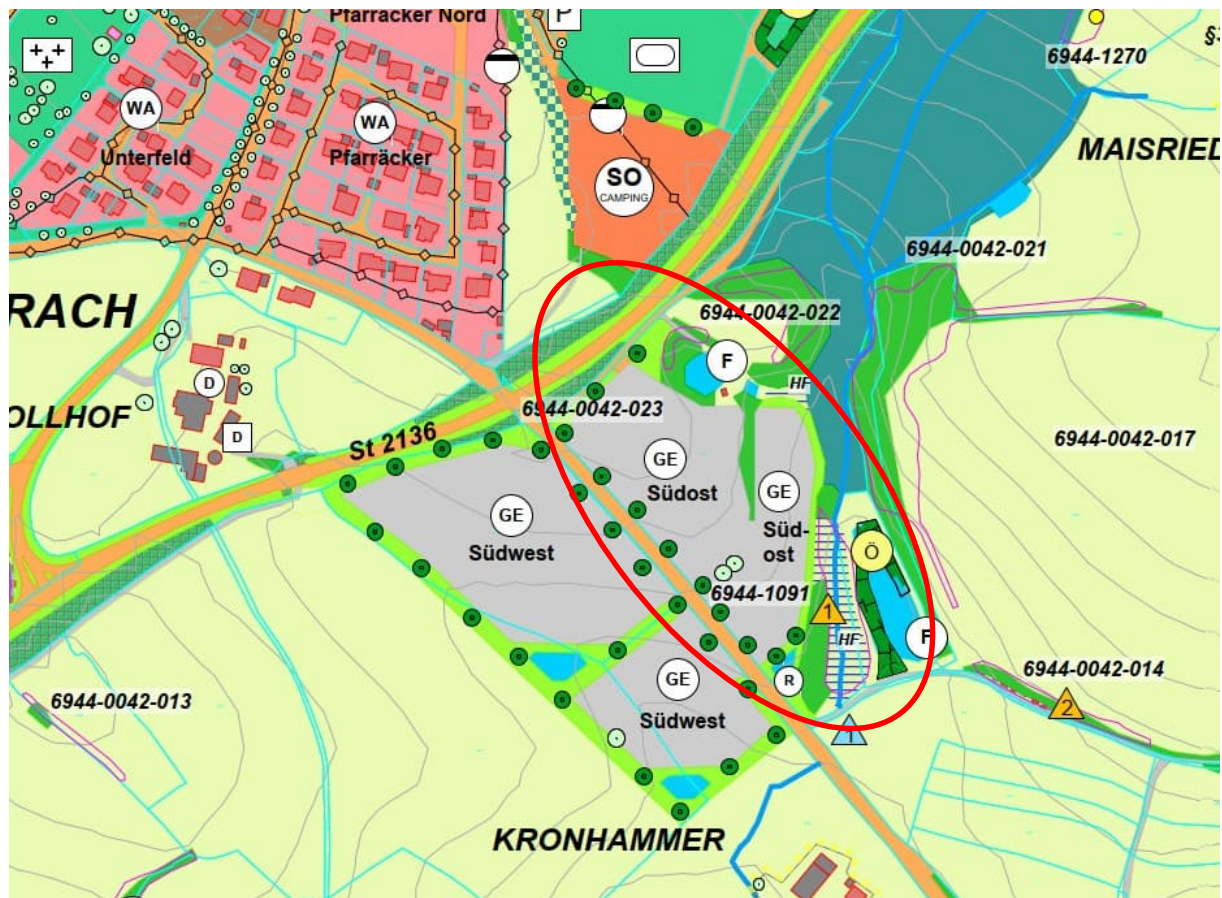 Pfarräcker Nord
P
6944-1270
WA
WA
Unterfeld
Pfarräcker
SO
CAMPING
MAISRIED
6944-0042-021
RACH
6944-0042-022
F
HF
D
OLLHOF
D
St 2136
6944-0042-023
6944-0042-017
GE
Südost
GE
Süd-
ost
GE
Südwest
Ö
6944-1091
1
HF
F
GE
Südwest
R
6944-0042-014
2
6944-0042-013
1
KRONHAMMER